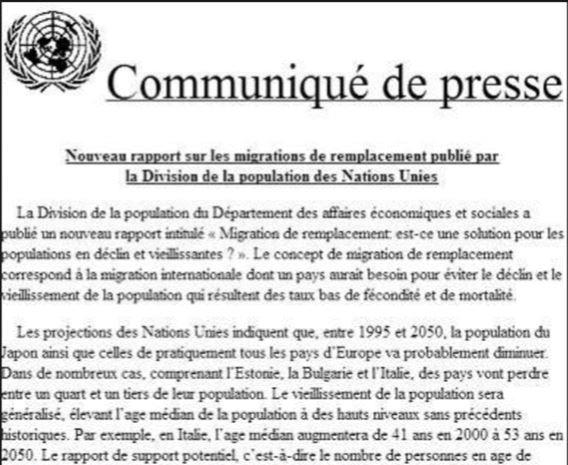 Communiqué de presse
Nouveau rapport sur les migrations de remplacement publié par
la Division de la population des Nations Unies
La Division de la population du Département des affaires économiques et sociales a
publié un nouveau rapport intitulé « Migration de remplacement: est-ce une solution pour les
populations en déclin et vieillissantes ? ». Le concept de migration de remplacement
correspond à la migration internationale dont un pays aurait besoin pour éviter le déclin et le
vieillissement de la population qui résultent des taux bas de fécondité et de mortalité.
Les projections des Nations Unies indiquent que, entre 1995 et 2050, la population du
Japon ainsi que celles de pratiquement tous les pays d'Europe va probablement diminuer.
Dans de nombreux cas, comprenant l'Estonie, la Bulgarie et l'Italie, des pays vont perdre
entre un quart et un tiers de leur population. Le vieillissement de la population sera
généralisé, élevant l'age médian de la population à des hauts niveaux sans précédents
historiques. Par exemple, en Italie, l'age médian augmentera de 41 ans en 2000 à 53 ans en
2050. Le rapport de support potentiel, c'est-à-dire le nombre de personnes en age de